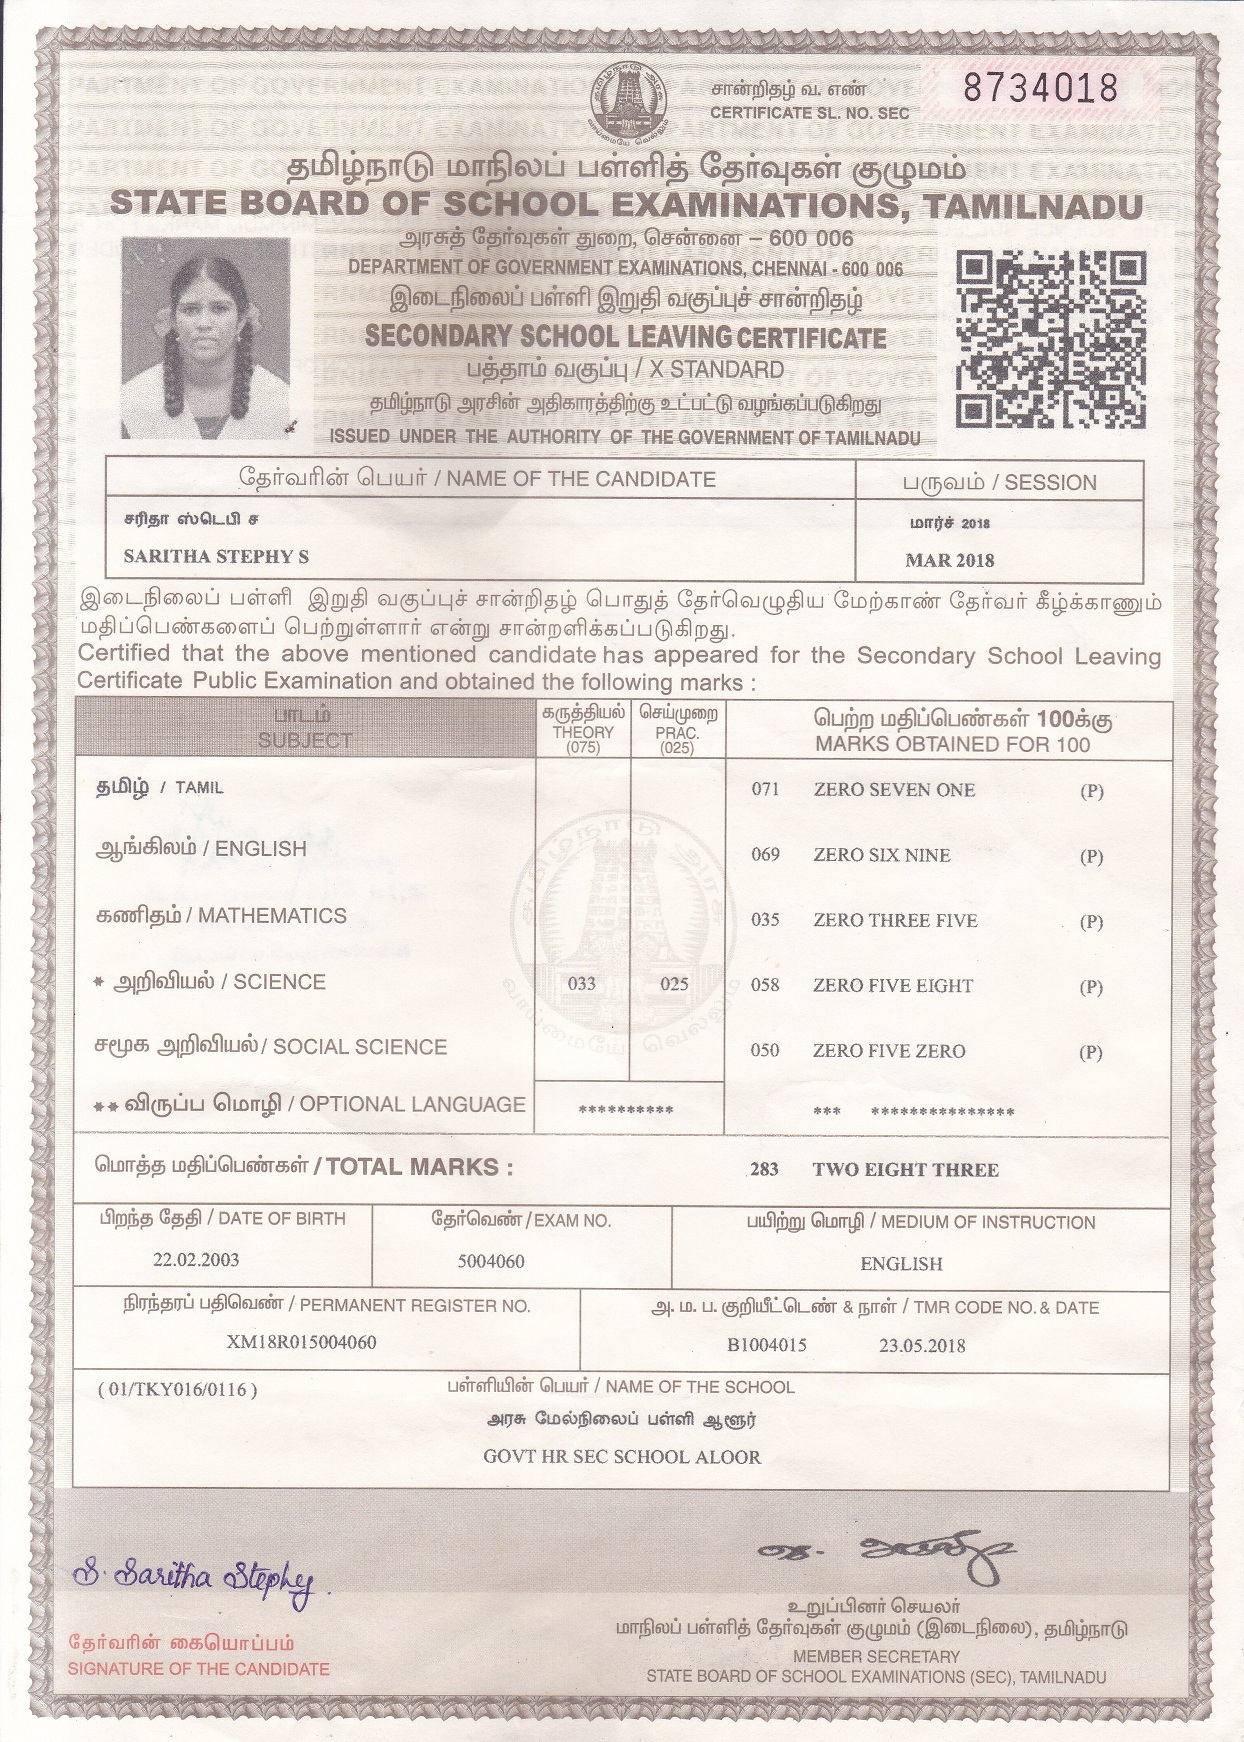 சான்றிதழ் வ. எண்
CERTIFICATE SL. NO. SEC
8734018
தமிழ்நாடு மாநிலப் பள்ளித் தேர்வுகள் குழுமம்
STATE BOARD OF SCHOOL EXAMINATIONS, TAMILNADU
அரசுத் தேர்வுகள் துறை, சென்னை – 600 006
DEPARTMENT OF GOVERNMENT EXAMINATIONS, CHENNAI - 600 006
இடைநிலைப் பள்ளி இறுதி வகுப்புச் சான்றிதழ்
SECONDARY SCHOOL LEAVING CERTIFICATE
பத்தாம் வகுப்பு / X STANDARD
தமிழ்நாடு அரசின் அதிகாரத்திற்கு உட்பட்டு வழங்கப்படுகிறது
ISSUED UNDER THE AUTHORITY OF THE GOVERNMENT OF TAMILNADU
தேர்வரின் பெயர் / NAME OF THE CANDIDATE பருவம் / SESSION
சரிதா ஸ்டெபி ச மார்ச் 2018
SARITHA STEPHY S MAR 2018
இடைநிலைப் பள்ளி இறுதி வகுப்புச் சான்றிதழ் பொதுத் தேர்வெழுதிய மேற்காண் தேர்வர் கீழ்க்காணும்
மதிப்பெண்களைப் பெற்றுள்ளார் என்று சான்றளிக்கப்படுகிறது.
Certified that the above mentioned candidate has appeared for the Secondary School Leaving
Certificate Public Examination and obtained the following marks :
பாடம் கருத்தியல் செய்முறை பெற்ற மதிப்பெண்கள் 100க்கு
SUBJECT THEORY PRAC. MARKS OBTAINED FOR 100
(075) (025)
தமிழ் / TAMIL 071 ZERO SEVEN ONE (P)
ஆங்கிலம் / ENGLISH 069 ZERO SIX NINE (P)
கணிதம் / MATHEMATICS 035 ZERO THREE FIVE (P)
* அறிவியல் / SCIENCE 033 025 058 ZERO FIVE EIGHT (P)
சமூக அறிவியல் / SOCIAL SCIENCE 050 ZERO FIVE ZERO (P)
** விருப்ப மொழி / OPTIONAL LANGUAGE ********** *** ***************
மொத்த மதிப்பெண்கள் / TOTAL MARKS : 283 TWO EIGHT THREE
பிறந்த தேதி / DATE OF BIRTH தேர்வெண் / EXAM NO. பயிற்று மொழி / MEDIUM OF INSTRUCTION
22.02.2003 5004060 ENGLISH
நிரந்தரப் பதிவெண் / PERMANENT REGISTER NO. அ. ம. ப. குறியீட்டெண் & நாள் / TMR CODE NO. & DATE
XM18R015004060 B1004015 23.05.2018
( 01/TKY016/0116 ) பள்ளியின் பெயர் / NAME OF THE SCHOOL
அரசு மேல்நிலைப் பள்ளி ஆளூர்
GOVT HR SEC SCHOOL ALOOR
S. Saritha Stephy.
தேர்வரின் கையொப்பம்
SIGNATURE OF THE CANDIDATE
உறுப்பினர் செயலர்
மாநிலப் பள்ளித் தேர்வுகள் குழுமம் (இடைநிலை), தமிழ்நாடு
MEMBER SECRETARY
STATE BOARD OF SCHOOL EXAMINATIONS (SEC), TAMILNADU